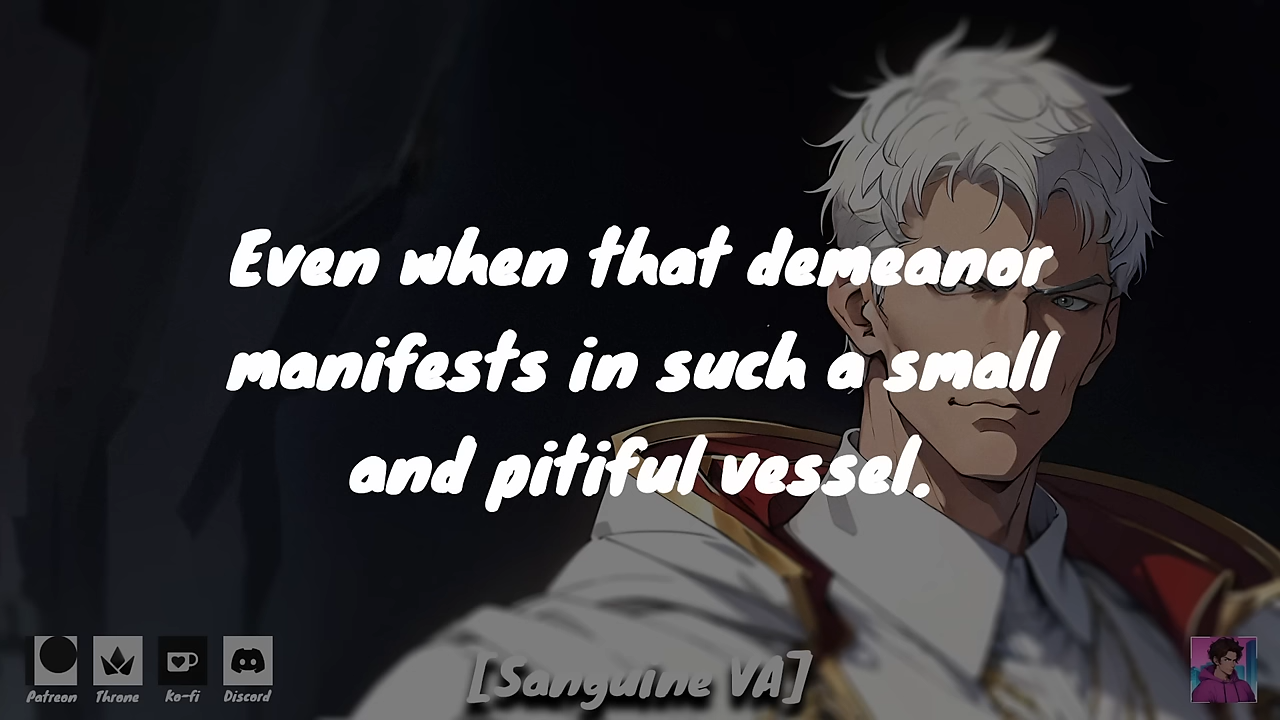 Even when that demeanor
manifests in such a small
and pitiful vessel.
[Sanguine VA]
Patreon Throne Ko-fi Discord